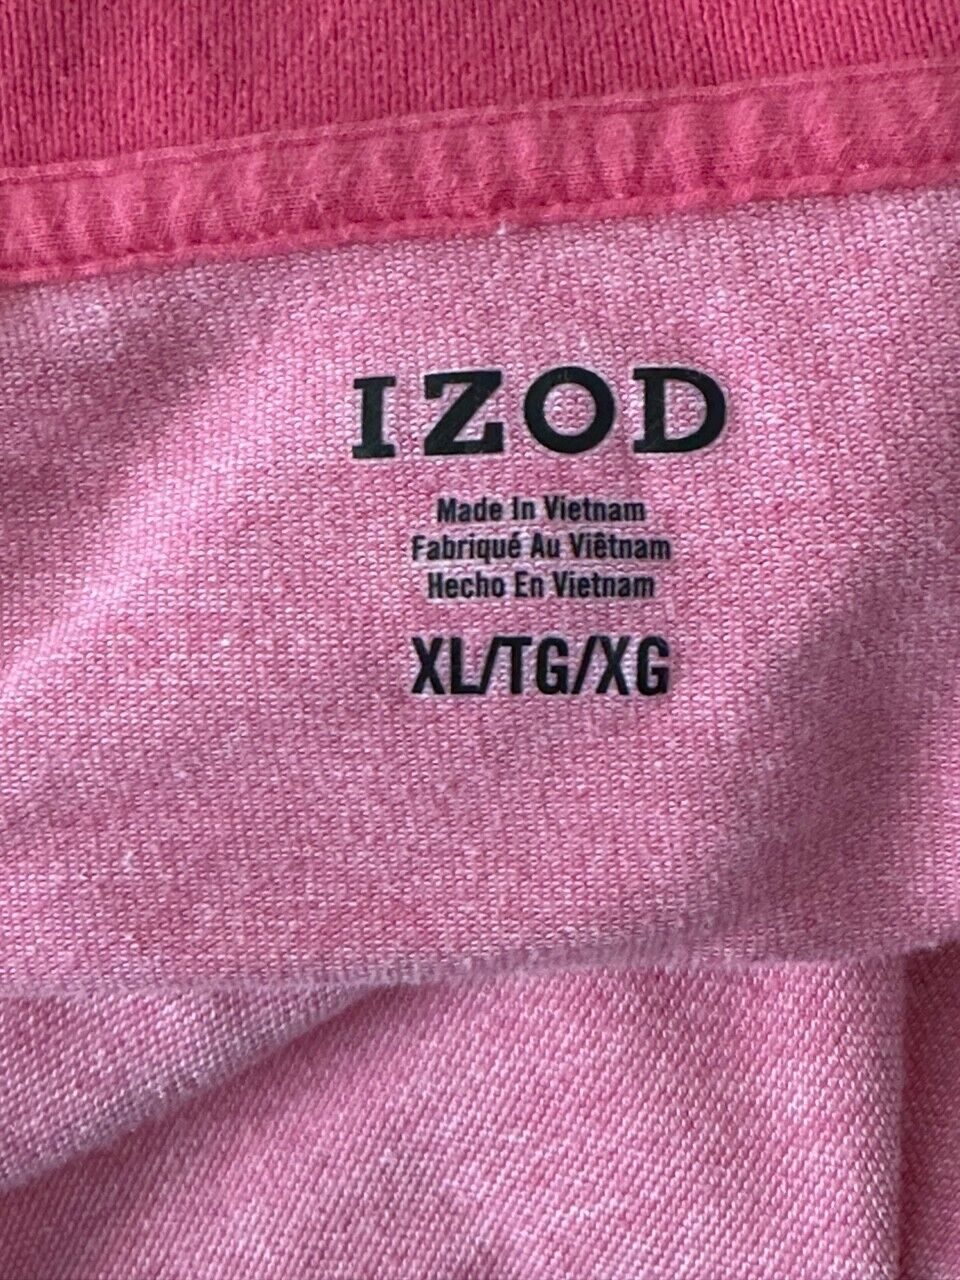 IZOD
Made In Vietnam
Fabriqué Au Viêtnam
Hecho En Vietnam
XL/TG/XG